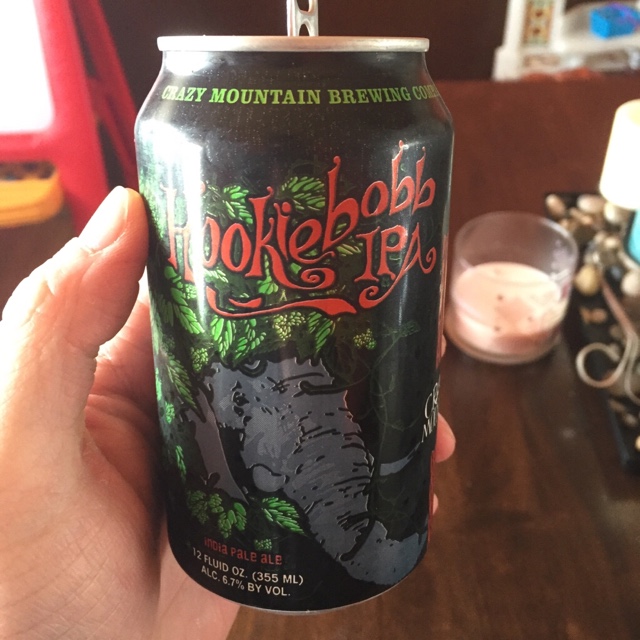 CRAZY MOUNTAIN BREWING
Hookiebobb
IPA
India Pale Ale
12 FLUID OZ. (355 ML)
ALC. 6.7% BY VOL.